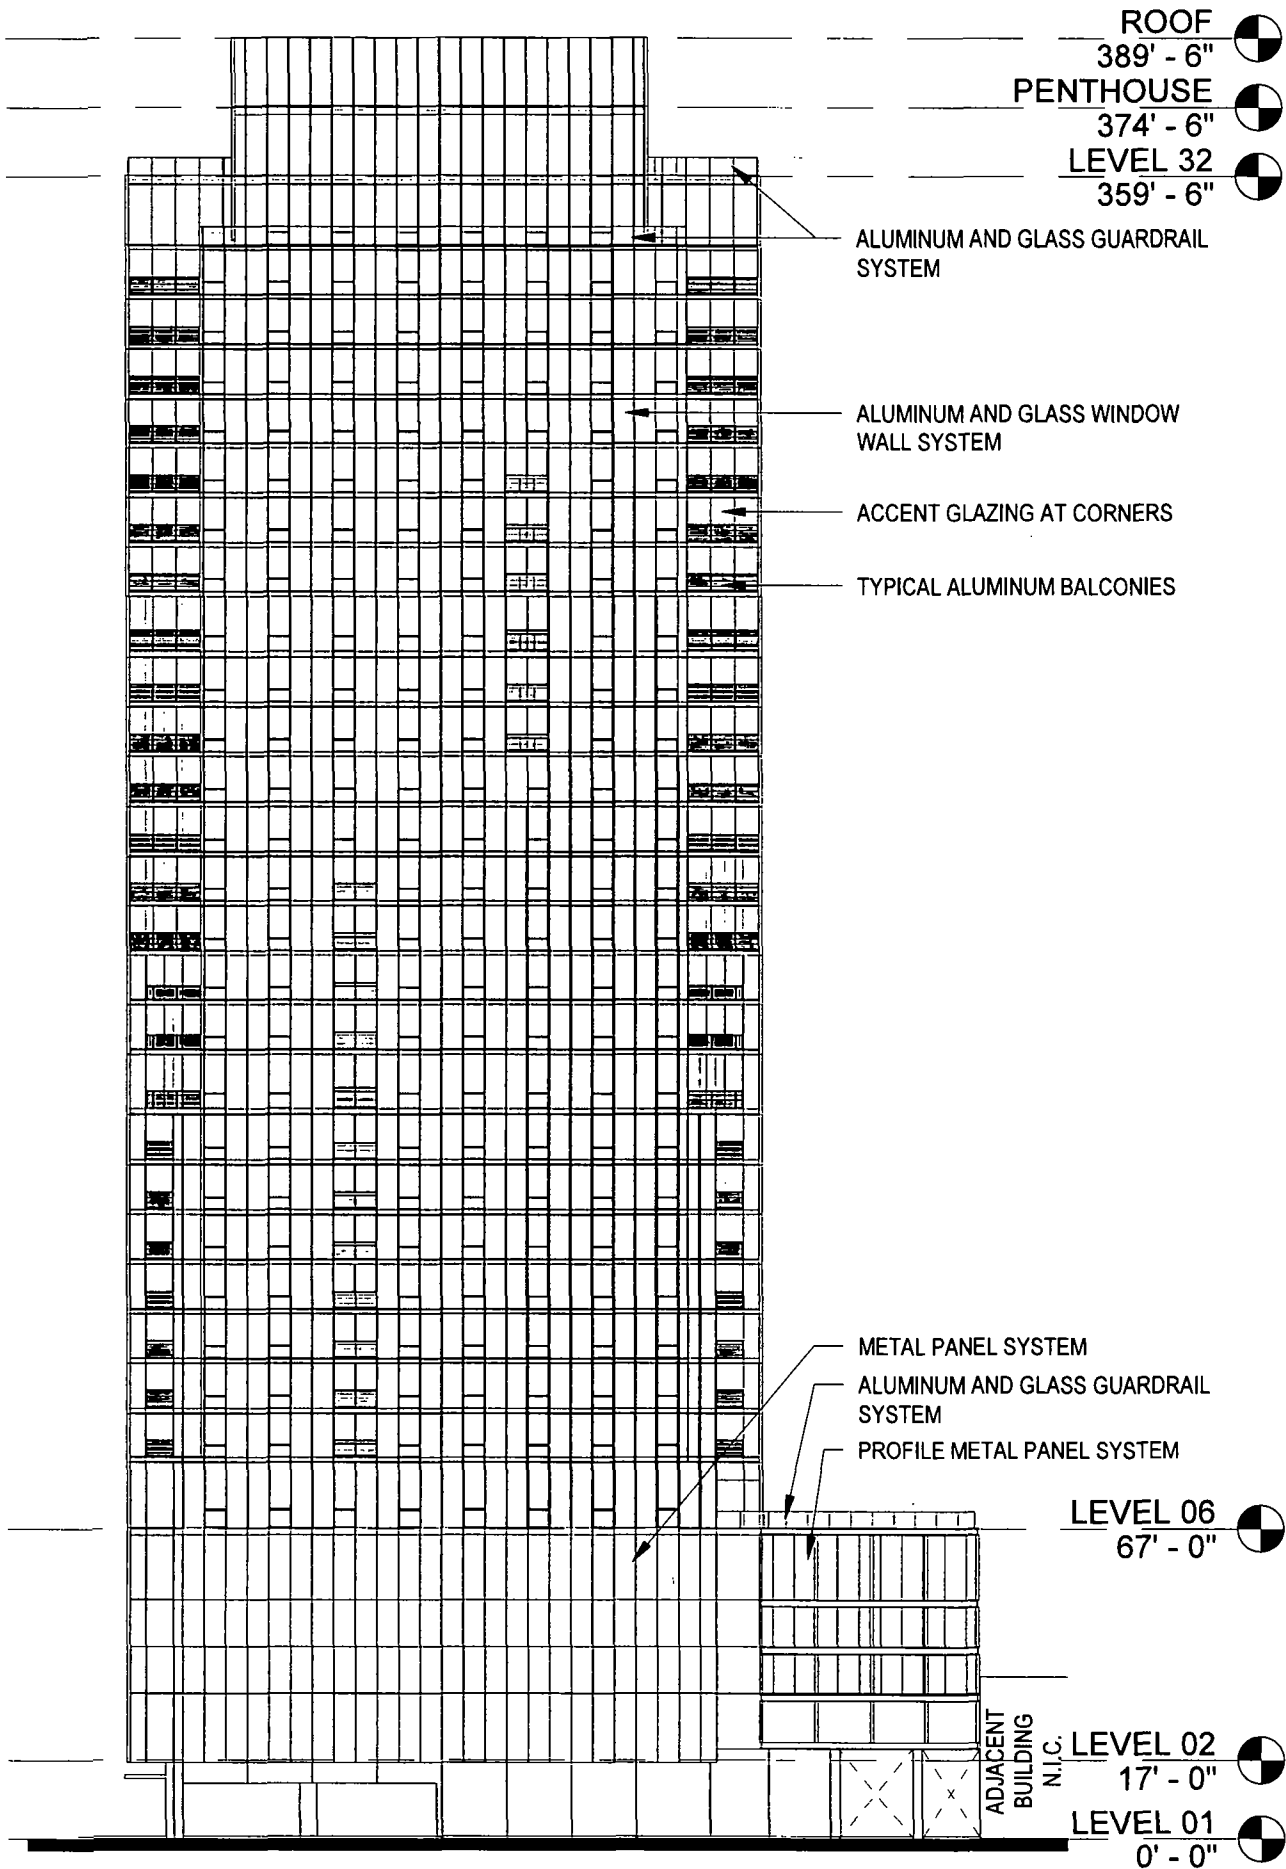 ROOF
389' - 6"
PENTHOUSE
374' - 6"
LEVEL 32
359' - 6"
ALUMINUM AND GLASS GUARDRAIL
SYSTEM
ALUMINUM AND GLASS WINDOW
WALL SYSTEM
ACCENT GLAZING AT CORNERS
TYPICAL ALUMINUM BALCONIES
METAL PANEL SYSTEM
ALUMINUM AND GLASS GUARDRAIL
SYSTEM
PROFILE METAL PANEL SYSTEM
LEVEL 06
67' - 0"
ADJACENT
BUILDING
N.I.C.
LEVEL 02
17' - 0"
LEVEL 01
0' - 0"